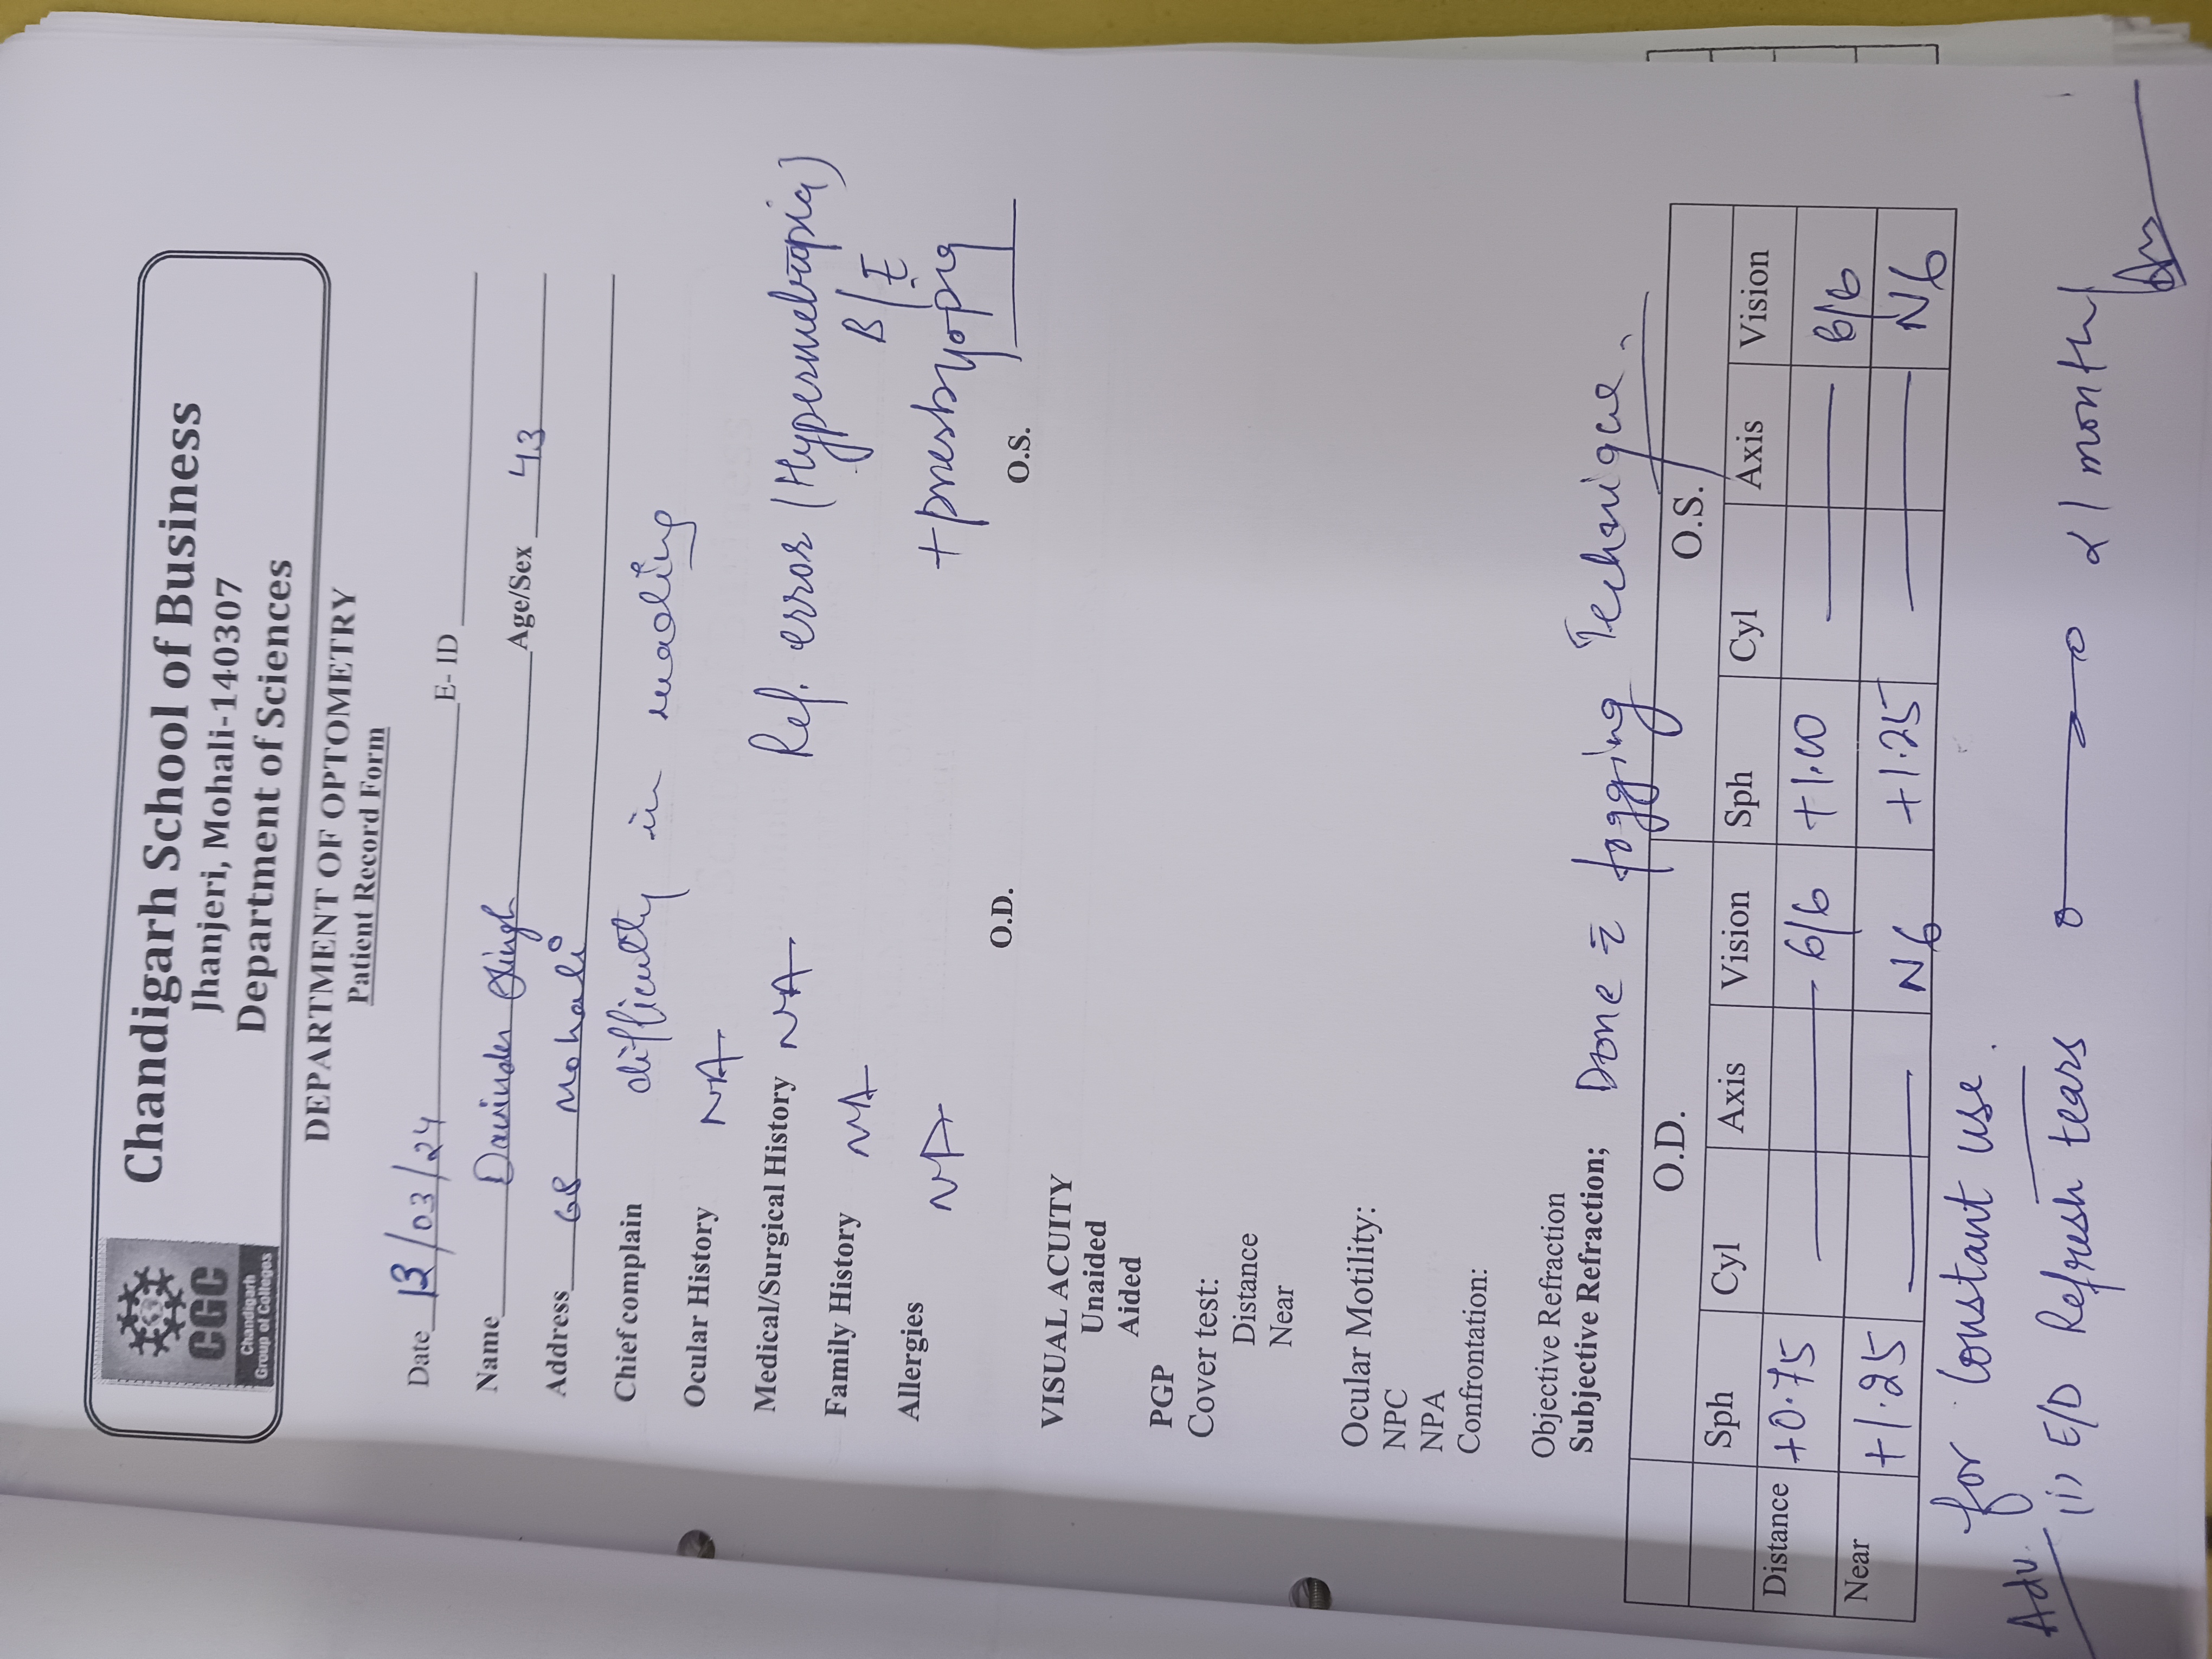 CGC
Chandigarh
Group of Colleges
Chandigarh School of Business
Jhanjeri, Mohali-140307
Department of Sciences
DEPARTMENT OF OPTOMETRY
Patient Record Form
Date 13/03/24 E- ID
Name Davinder Singh Age/Sex 43
Address 68 Mohali
Chief complain difficulty in reading
Ocular History NA
Medical/Surgical History NA Ref. error (Hypermetropia)
B/E
Family History NA
+ presbyopia
Allergies NA
O.D. O.S.
VISUAL ACUITY
Unaided
Aided
PGP
Cover test:
Distance
Near
Ocular Motility:
NPC
NPA
Confrontation:
Objective Refraction
Subjective Refraction; Done c̄ fogging Technique.
O.D. O.S.
Sph Cyl Axis Vision Sph Cyl Axis Vision
Distance +0.75 — 6/6 +1.00 — 6/6
Near +1.25 — N6 +1.25 — N6
for Constant use.
Adv.
(i) E/D Refresh tears 1 month